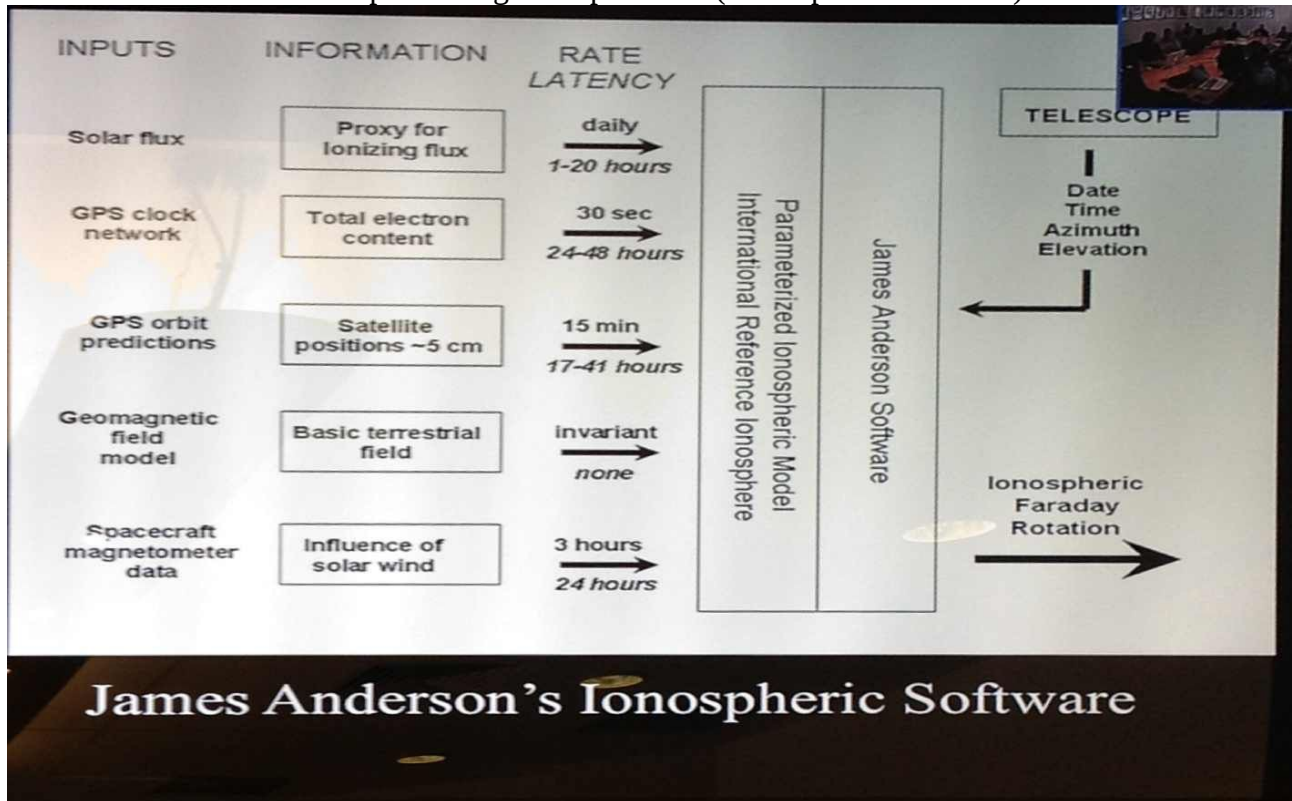 INPUTS
INFORMATION
RATE
LATENCY
Solar flux
Proxy for
Ionizing flux
daily
1-20 hours
GPS clock
network
Total electron
content
30 sec
24-48 hours
GPS orbit
predictions
Satellite
positions ~5 cm
15 min
17-41 hours
Geomagnetic
field
model
Basic terrestrial
field
invariant
none
Spacecraft
magnetometer
data
Influence of
solar wind
3 hours
24 hours
Parameterized Ionospheric Model
International Reference Ionosphere
James Anderson Software
TELESCOPE
Date
Time
Azimuth
Elevation
Ionospheric
Faraday
Rotation
James Anderson's Ionospheric Software